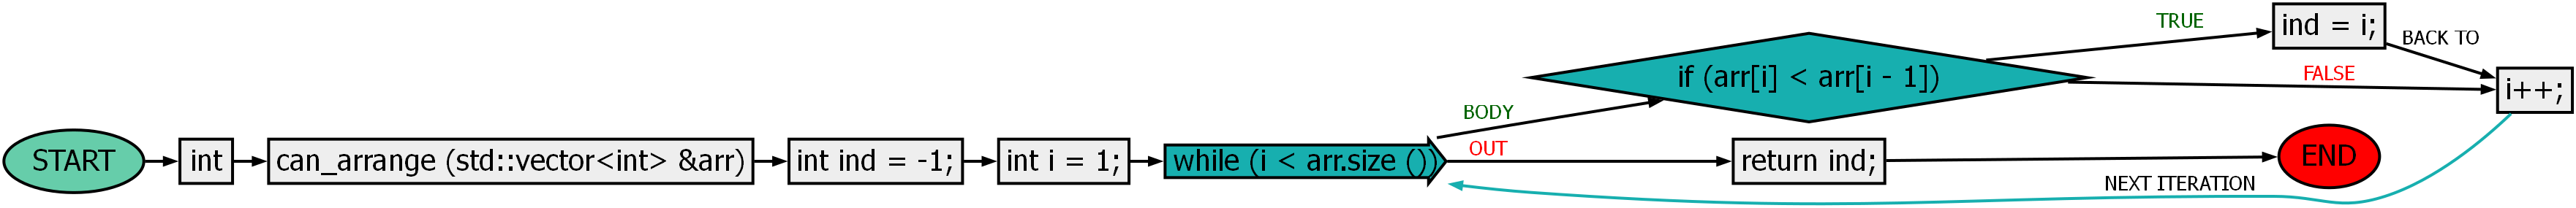 START
int
can_arrange (std::vector<int> &arr)
int ind = -1;
int i = 1;
while (i < arr.size ())
BODY
if (arr[i] < arr[i - 1])
TRUE
ind = i;
BACK TO
FALSE
i++;
NEXT ITERATION
OUT
return ind;
END